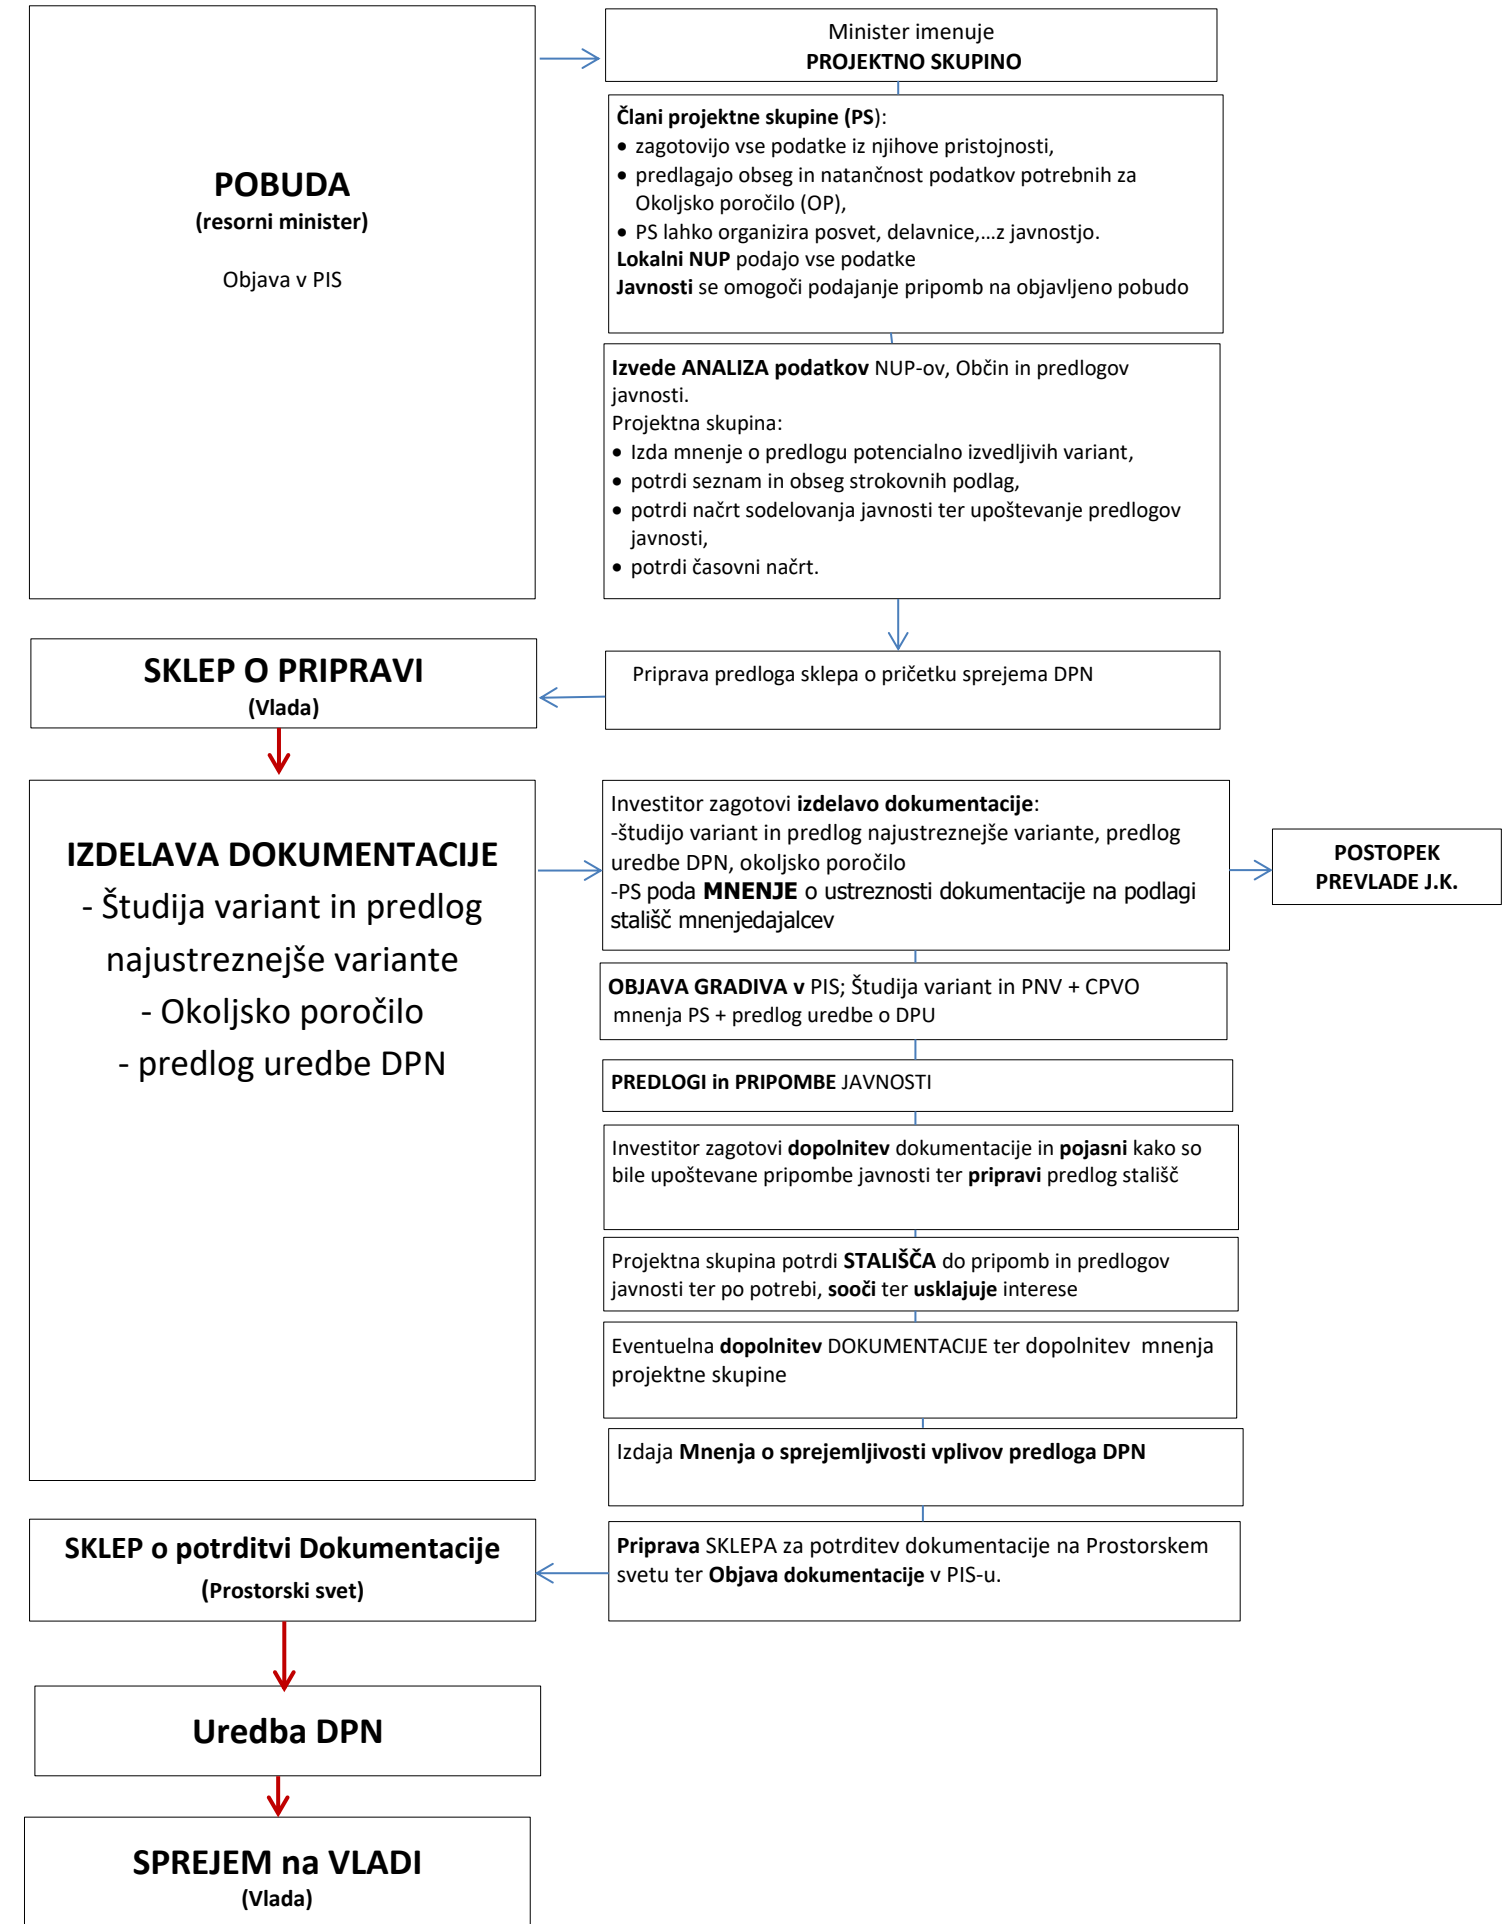 POBUDA
(resorni minister)
Objava v PIS
Minister imenuje
PROJEKTNO SKUPINO
Člani projektne skupine (PS):
• zagotovijo vse podatke iz njihove pristojnosti,
• predlagajo obseg in natančnost podatkov potrebnih za
Okoljsko poročilo (OP),
• PS lahko organizira posvet, delavnice,…z javnostjo.
Lokalni NUP podajo vse podatke
Javnosti se omogoči podajanje pripomb na objavljeno pobudo
Izvede ANALIZA podatkov NUP-ov, Občin in predlogov
javnosti.
Projektna skupina:
• Izda mnenje o predlogu potencialno izvedljivih variant,
• potrdi seznam in obseg strokovnih podlag,
• potrdi načrt sodelovanja javnosti ter upoštevanje predlogov
javnosti,
• potrdi časovni načrt.
SKLEP O PRIPRAVI
(Vlada)
Priprava predloga sklepa o pričetku sprejema DPN
IZDELAVA DOKUMENTACIJE
- Študija variant in predlog
najustreznejše variante
- Okoljsko poročilo
- predlog uredbe DPN
Investitor zagotovi izdelavo dokumentacije:
-študijo variant in predlog najustreznejše variante, predlog
uredbe DPN, okoljsko poročilo
-PS poda MNENJE o ustreznosti dokumentacije na podlagi
stališč mnenjedajalcev
POSTOPEK
PREVLADE J.K.
OBJAVA GRADIVA v PIS; Študija variant in PNV + CPVO
mnenja PS + predlog uredbe o DPU
PREDLOGI in PRIPOMBE JAVNOSTI
Investitor zagotovi dopolnitev dokumentacije in pojasni kako so
bile upoštevane pripombe javnosti ter pripravi predlog stališč
Projektna skupina potrdi STALIŠČA do pripomb in predlogov
javnosti ter po potrebi, sooči ter usklajuje interese
Eventuelna dopolnitev DOKUMENTACIJE ter dopolnitev mnenja
projektne skupine
Izdaja Mnenja o sprejemljivosti vplivov predloga DPN
SKLEP o potrditvi Dokumentacije
(Prostorski svet)
Priprava SKLEPA za potrditev dokumentacije na Prostorskem
svetu ter Objava dokumentacije v PIS-u.
Uredba DPN
SPREJEM na VLADI
(Vlada)